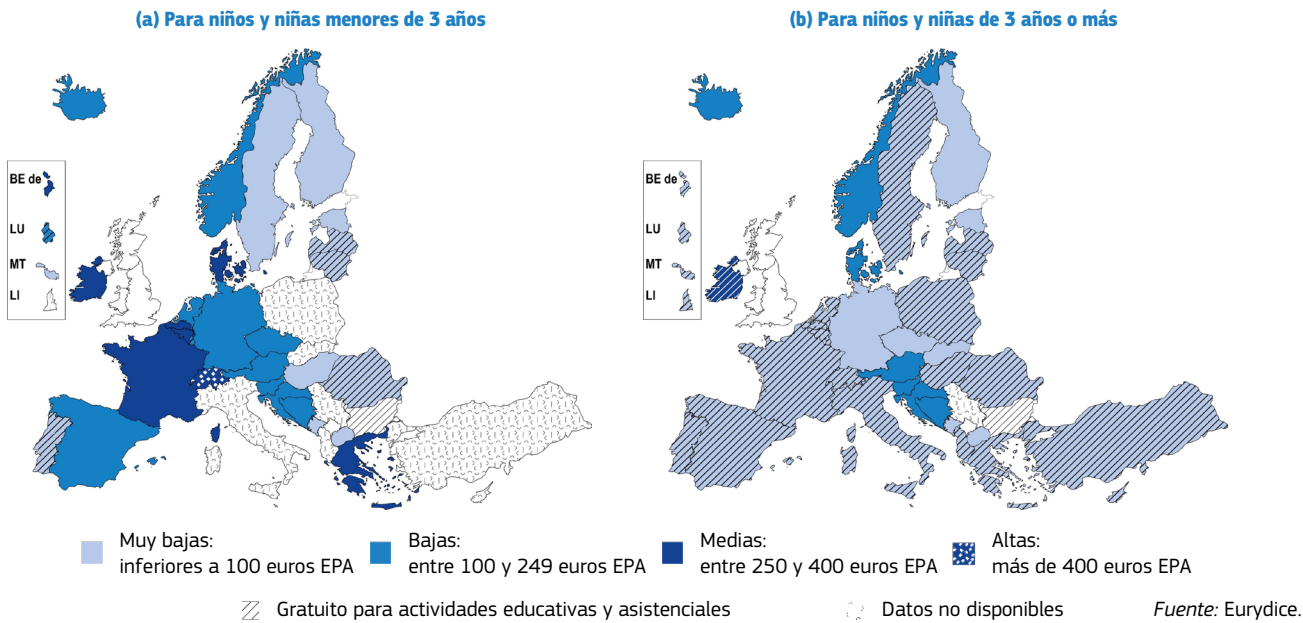 (a) Para niños y niñas menores de 3 años
(b) Para niños y niñas de 3 años o más
BE de
LU
MT
LI
BE de
LU
MT
LI
Muy bajas:
inferiores a 100 euros EPA
Bajas:
entre 100 y 249 euros EPA
Medias:
entre 250 y 400 euros EPA
Altas:
más de 400 euros EPA
Gratuito para actividades educativas y asistenciales
Datos no disponibles
Fuente: Eurydice.